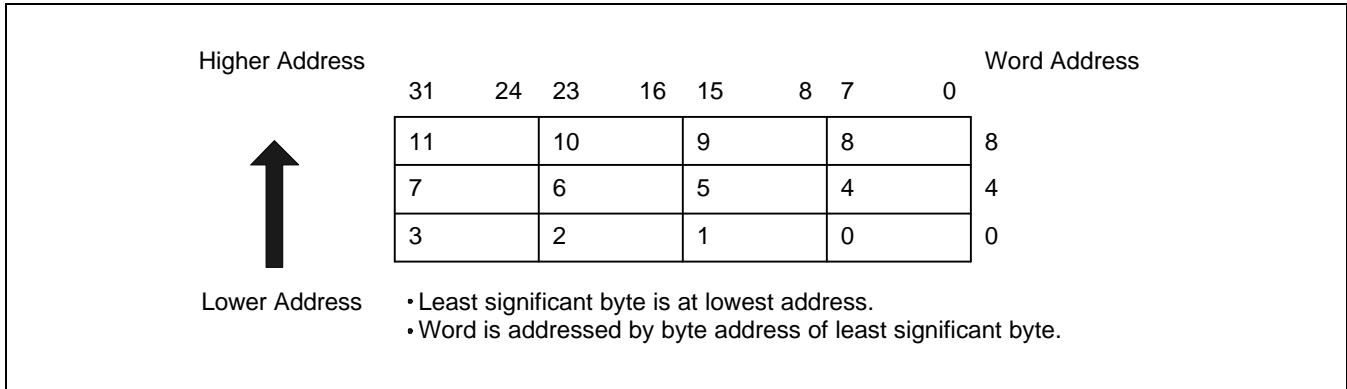 Higher Address Word Address
31 24 23 16 15 8 7 0
11 10 9 8 8
7 6 5 4 4
3 2 1 0 0
Lower Address • Least significant byte is at lowest address.
• Word is addressed by byte address of least significant byte.